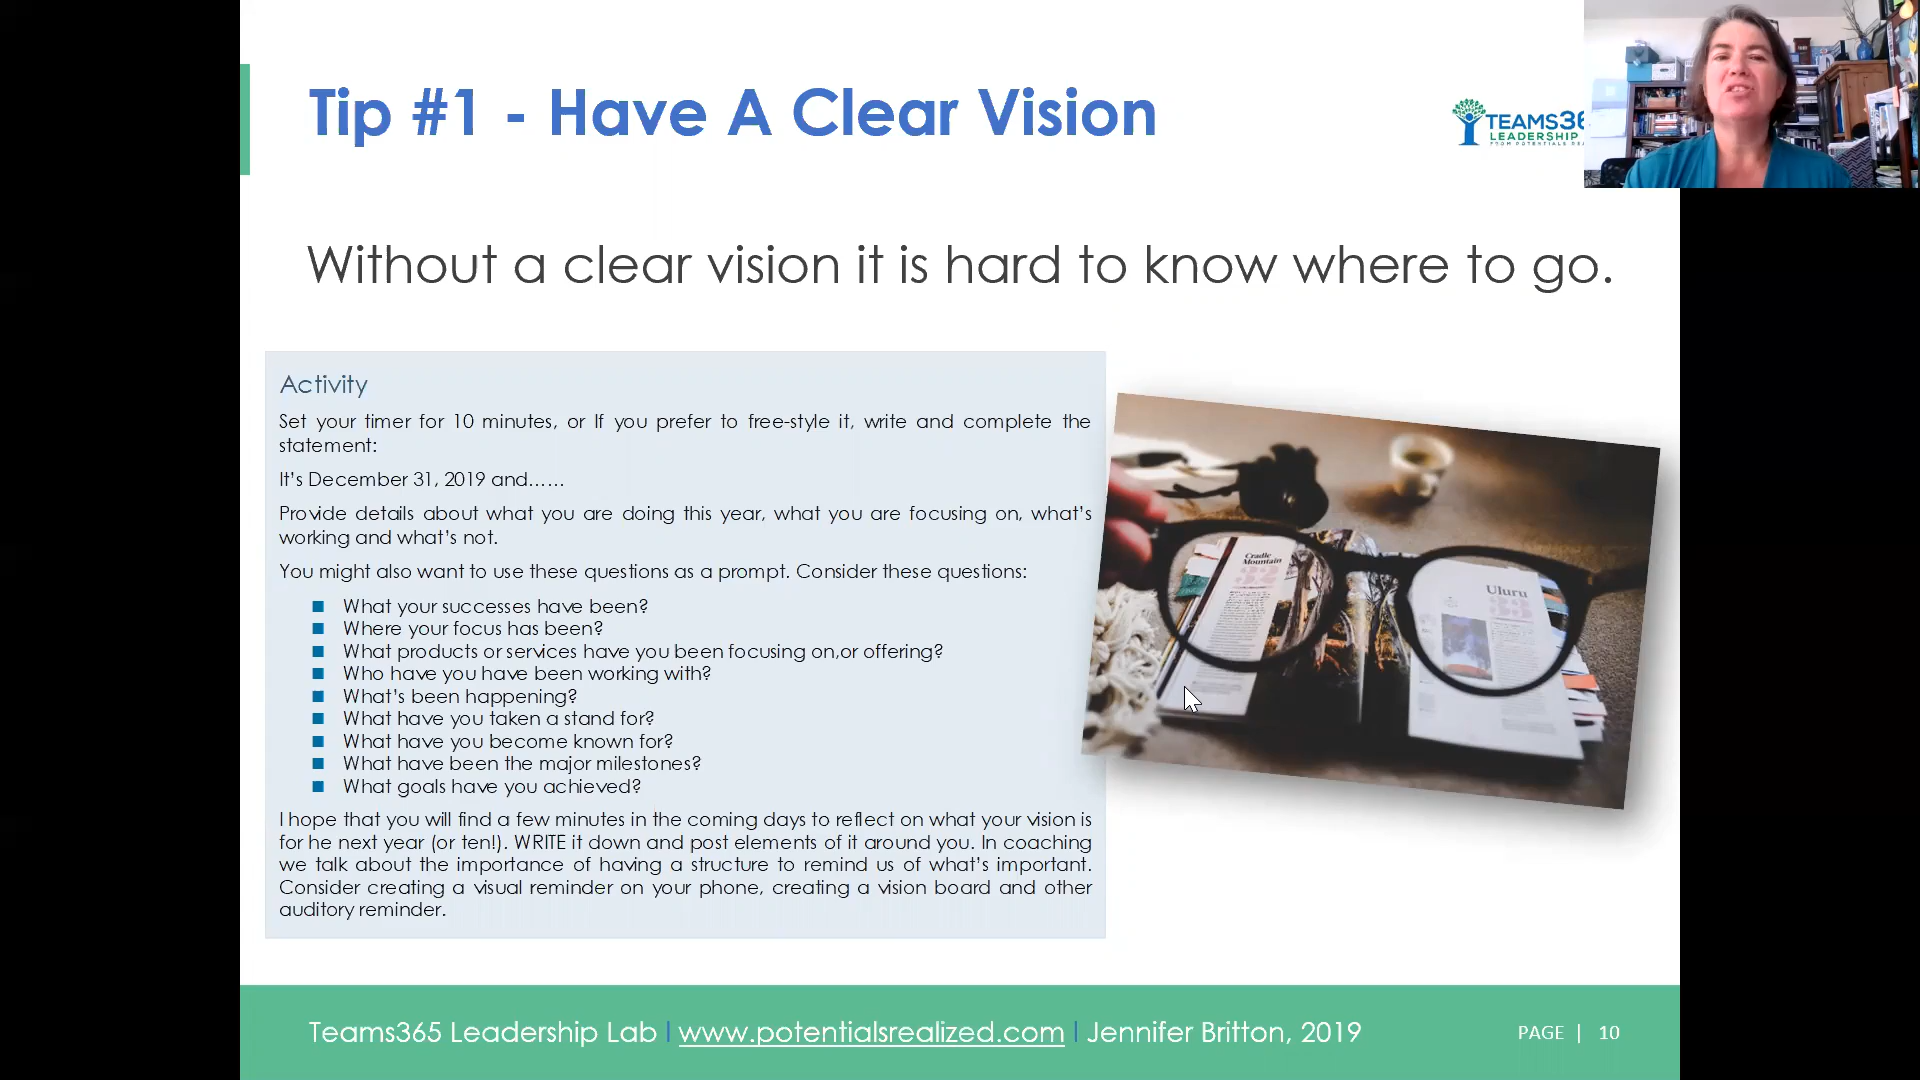 Tip #1 - Have A Clear Vision
TEAMS36
LEADERSHIP
Without a clear vision it is hard to know where to go.
Activity
Set your timer for 10 minutes, or If you prefer to free-style it, write and complete the
statement:
It's December 31, 2019 and……
Provide details about what you are doing this year, what you are focusing on, what's
working and what's not.
You might also want to use these questions as a prompt. Consider these questions:
What your successes have been?
Where your focus has been?
What products or services have you been focusing on,or offering?
Who have you have been working with?
What's been happening?
What have you taken a stand for?
What have you become known for?
What have been the major milestones?
What goals have you achieved?
I hope that you will find a few minutes in the coming days to reflect on what your vision is
for he next year (or ten!). WRITE it down and post elements of it around you. In coaching
we talk about the importance of having a structure to remind us of what's important.
Consider creating a visual reminder on your phone, creating a vision board and other
auditory reminder.
Cradle
Mountain
32
Uluru
33
Teams365 Leadership Lab | www.potentialsrealized.com | Jennifer Britton, 2019
PAGE | 10